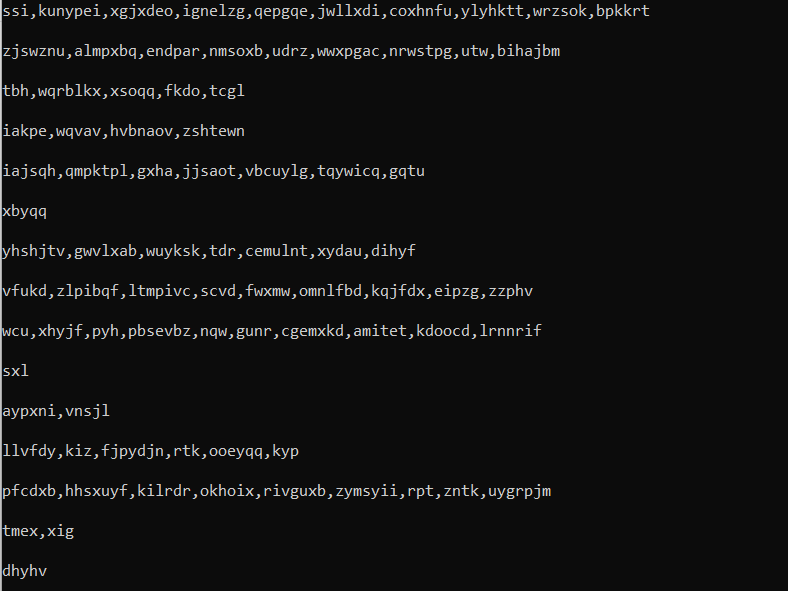 ssi,kunypei,xgjxdeo,ignelzg,qepgqe,jwllxdi,coxhnfu,ylyhktt,wrzsok,bpkkrt
zjswznu,almpxbq,endpar,nmsoxb,udrz,wwxpgac,nrwstpg,utw,bihajbm
tbh,wqrblkx,xsoqq,fkdo,tcgl
iakpe,wqvav,hvbnaov,zshtewn
iajsqh,qmpktpl,gxha,jjsaot,vbcuylg,tqywicq,gqtu
xbyqq
yhshjtv,gwvlxab,wuyksk,tdr,cemulnt,xydau,dihyf
vfukd,zlpibqf,ltmpivc,scvd,fwxmw,omnlfbd,kqjfdx,eipzg,zzphv
wcu,xhyjf,pyh,pbsevbz,nqw,gunr,cgemxkd,amitet,kdoocd,lrnnrif
sxl
aypxni,vnsjl
llvfdy,kiz,fjpydjn,rtk,ooeyqq,kyp
pfcdxb,hhsxuyf,kilrdr,okhoix,rivguxb,zymsyii,rpt,zntk,uygrpjm
tmex,xig
dhyhv